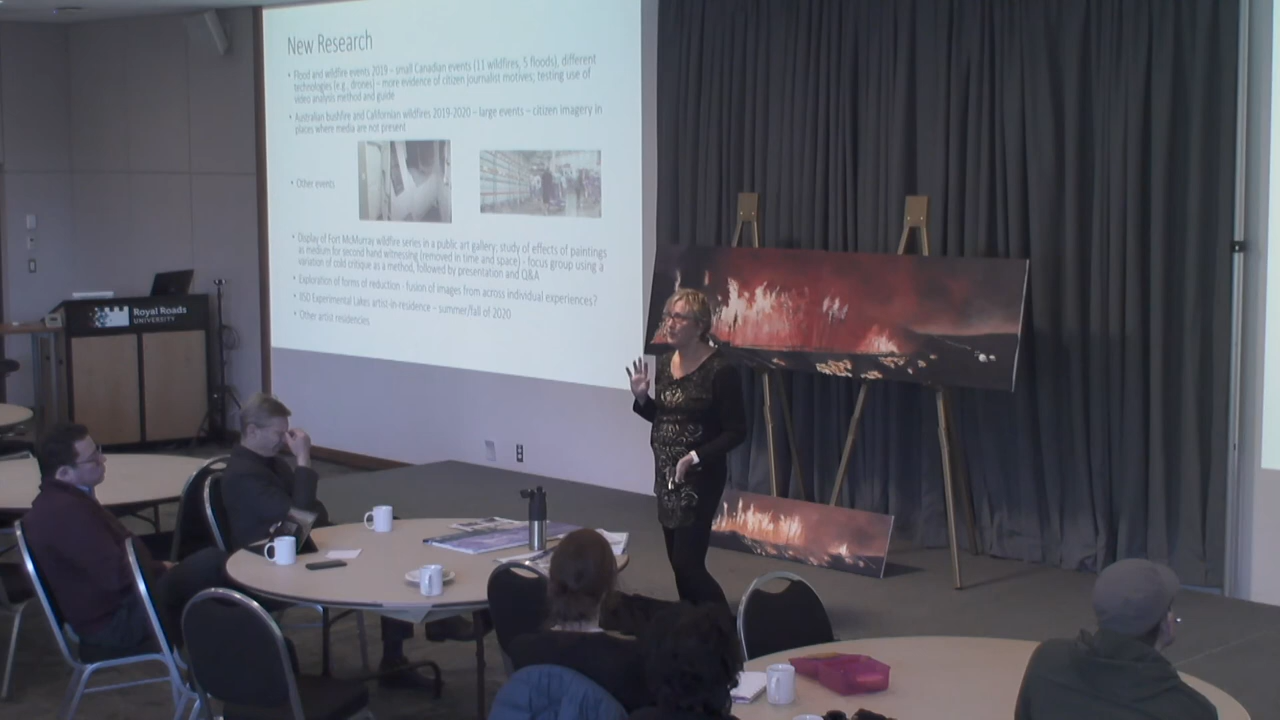 New Research
• Flood and wildfire events 2019 – small Canadian events (11 wildfires, 5 floods), different
technologies (e.g., drones) – more evidence of citizen journalist motives; testing use of
video analysis method and guide
• Australian bushfire and Californian wildfires 2019-2020 – large events – citizen imagery in
places where media are not present
• Other events
• Display of Fort McMurray wildfire series in a public art gallery; study of effects of paintings
as medium for second hand witnessing (removed in time and space) - focus group using a
variation of cold critique as a method, followed by presentation and Q&A
• Exploration of forms of reduction - fusion of images from across individual experiences?
• IISD Experimental Lakes artist-in-residence – summer/fall of 2020
• Other artist residencies
Royal Roads
UNIVERSITY